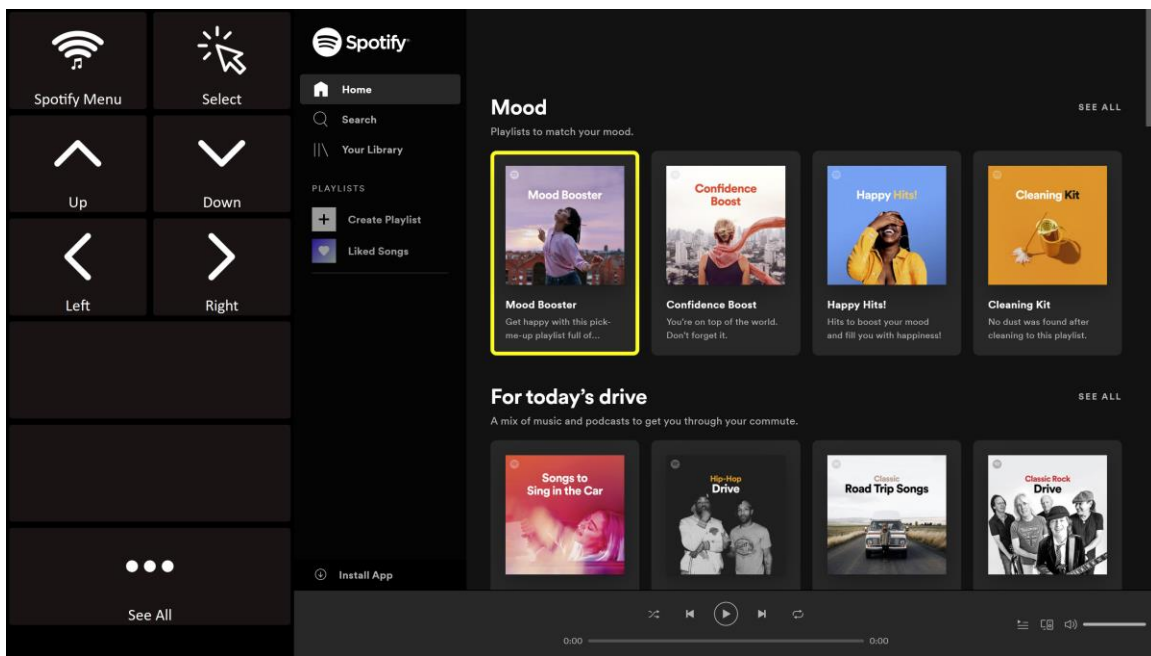 Spotify Menu
Select
Up
Down
Left
Right
See All
Spotify
Home
Search
Your Library
PLAYLISTS
Create Playlist
Liked Songs
Install App
Mood
SEE ALL
Playlists to match your mood.
Mood Booster
Mood Booster
Get happy with this pick-
me-up playlist full of...
Confidence
Boost
Confidence Boost
You're on top of the world.
Don't forget it.
Happy Hits!
Happy Hits!
Hits to boost your mood
and fill you with happiness!
Cleaning Kit
Cleaning Kit
No dust was found after
cleaning to this playlist.
For today's drive
SEE ALL
A mix of music and podcasts to get you through your commute.
Songs to
Sing in the Car
Hip-Hop
Drive
Classic
Road Trip Songs
Classic Rock
Drive
0:00
0:00